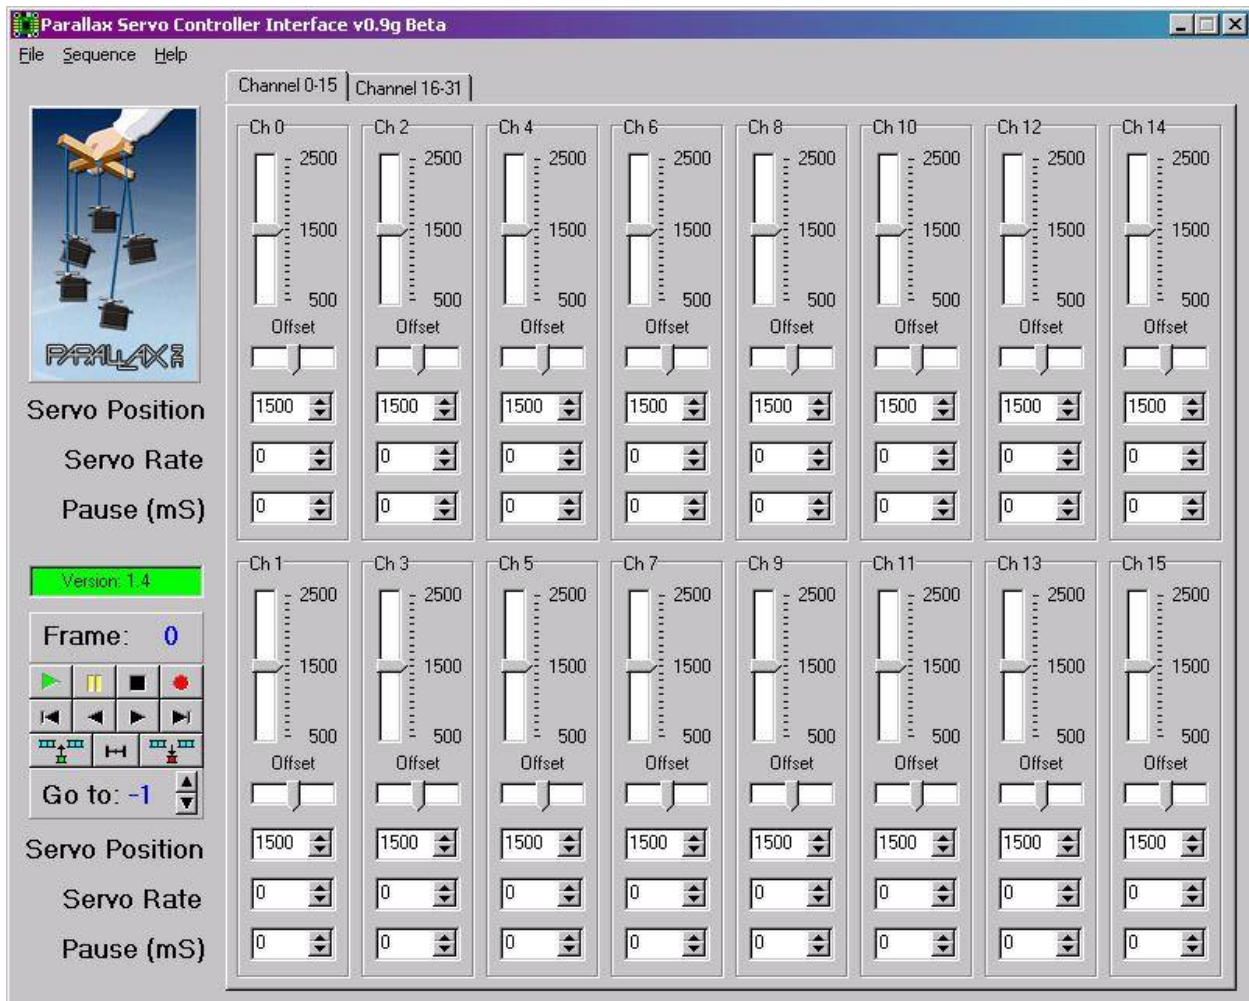 Parallax Servo Controller Interface v0.9g Beta
File Sequence Help
Channel 0-15 Channel 16-31
Ch 0 Ch 2 Ch 4 Ch 6 Ch 8 Ch 10 Ch 12 Ch 14
2500 2500 2500 2500 2500 2500 2500 2500
1500 1500 1500 1500 1500 1500 1500 1500
500 500 500 500 500 500 500 500
Offset Offset Offset Offset Offset Offset Offset Offset
PARALLAX INC
Servo Position 1500 1500 1500 1500 1500 1500 1500 1500
Servo Rate 0 0 0 0 0 0 0 0
Pause (mS) 0 0 0 0 0 0 0 0
Version: 1.4
Frame: 0
Go to: -1
Ch 1 Ch 3 Ch 5 Ch 7 Ch 9 Ch 11 Ch 13 Ch 15
2500 2500 2500 2500 2500 2500 2500 2500
1500 1500 1500 1500 1500 1500 1500 1500
500 500 500 500 500 500 500 500
Offset Offset Offset Offset Offset Offset Offset Offset
Servo Position 1500 1500 1500 1500 1500 1500 1500 1500
Servo Rate 0 0 0 0 0 0 0 0
Pause (mS) 0 0 0 0 0 0 0 0